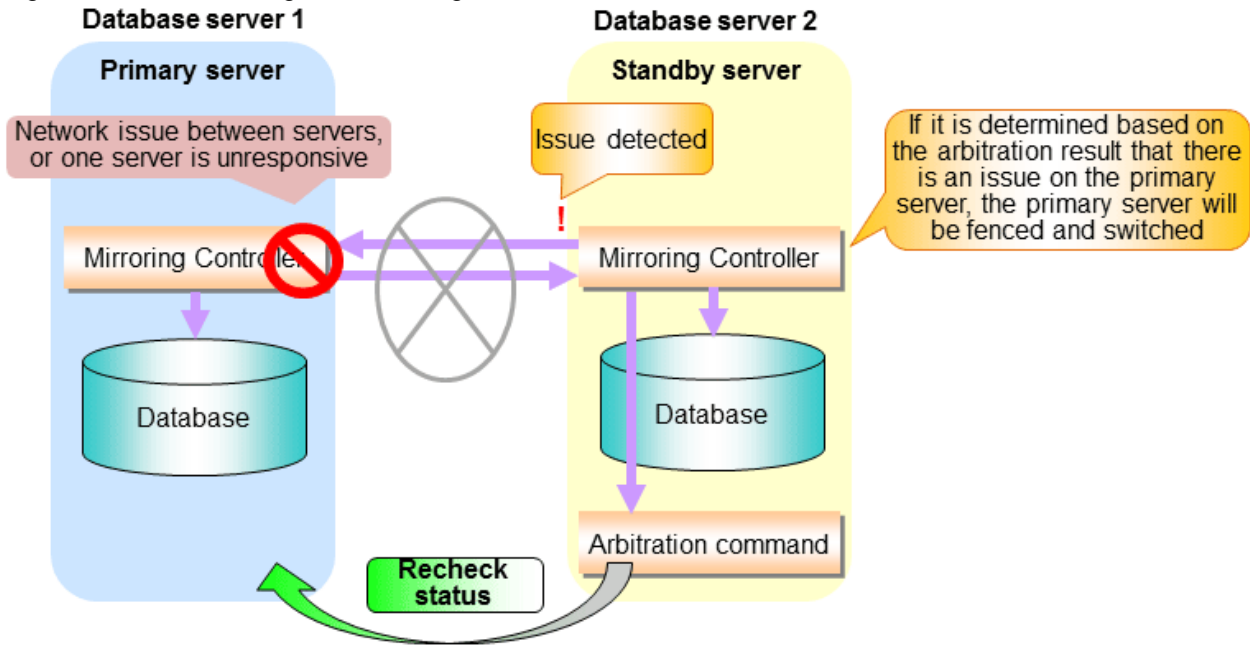 Database server 1
Database server 2
Primary server
Standby server
Network issue between servers,
or one server is unresponsive
Issue detected
If it is determined based on
the arbitration result that there
is an issue on the primary
server, the primary server will
be fenced and switched
!
Mirroring Controller
Mirroring Controller
Database
Database
Arbitration command
Recheck
status